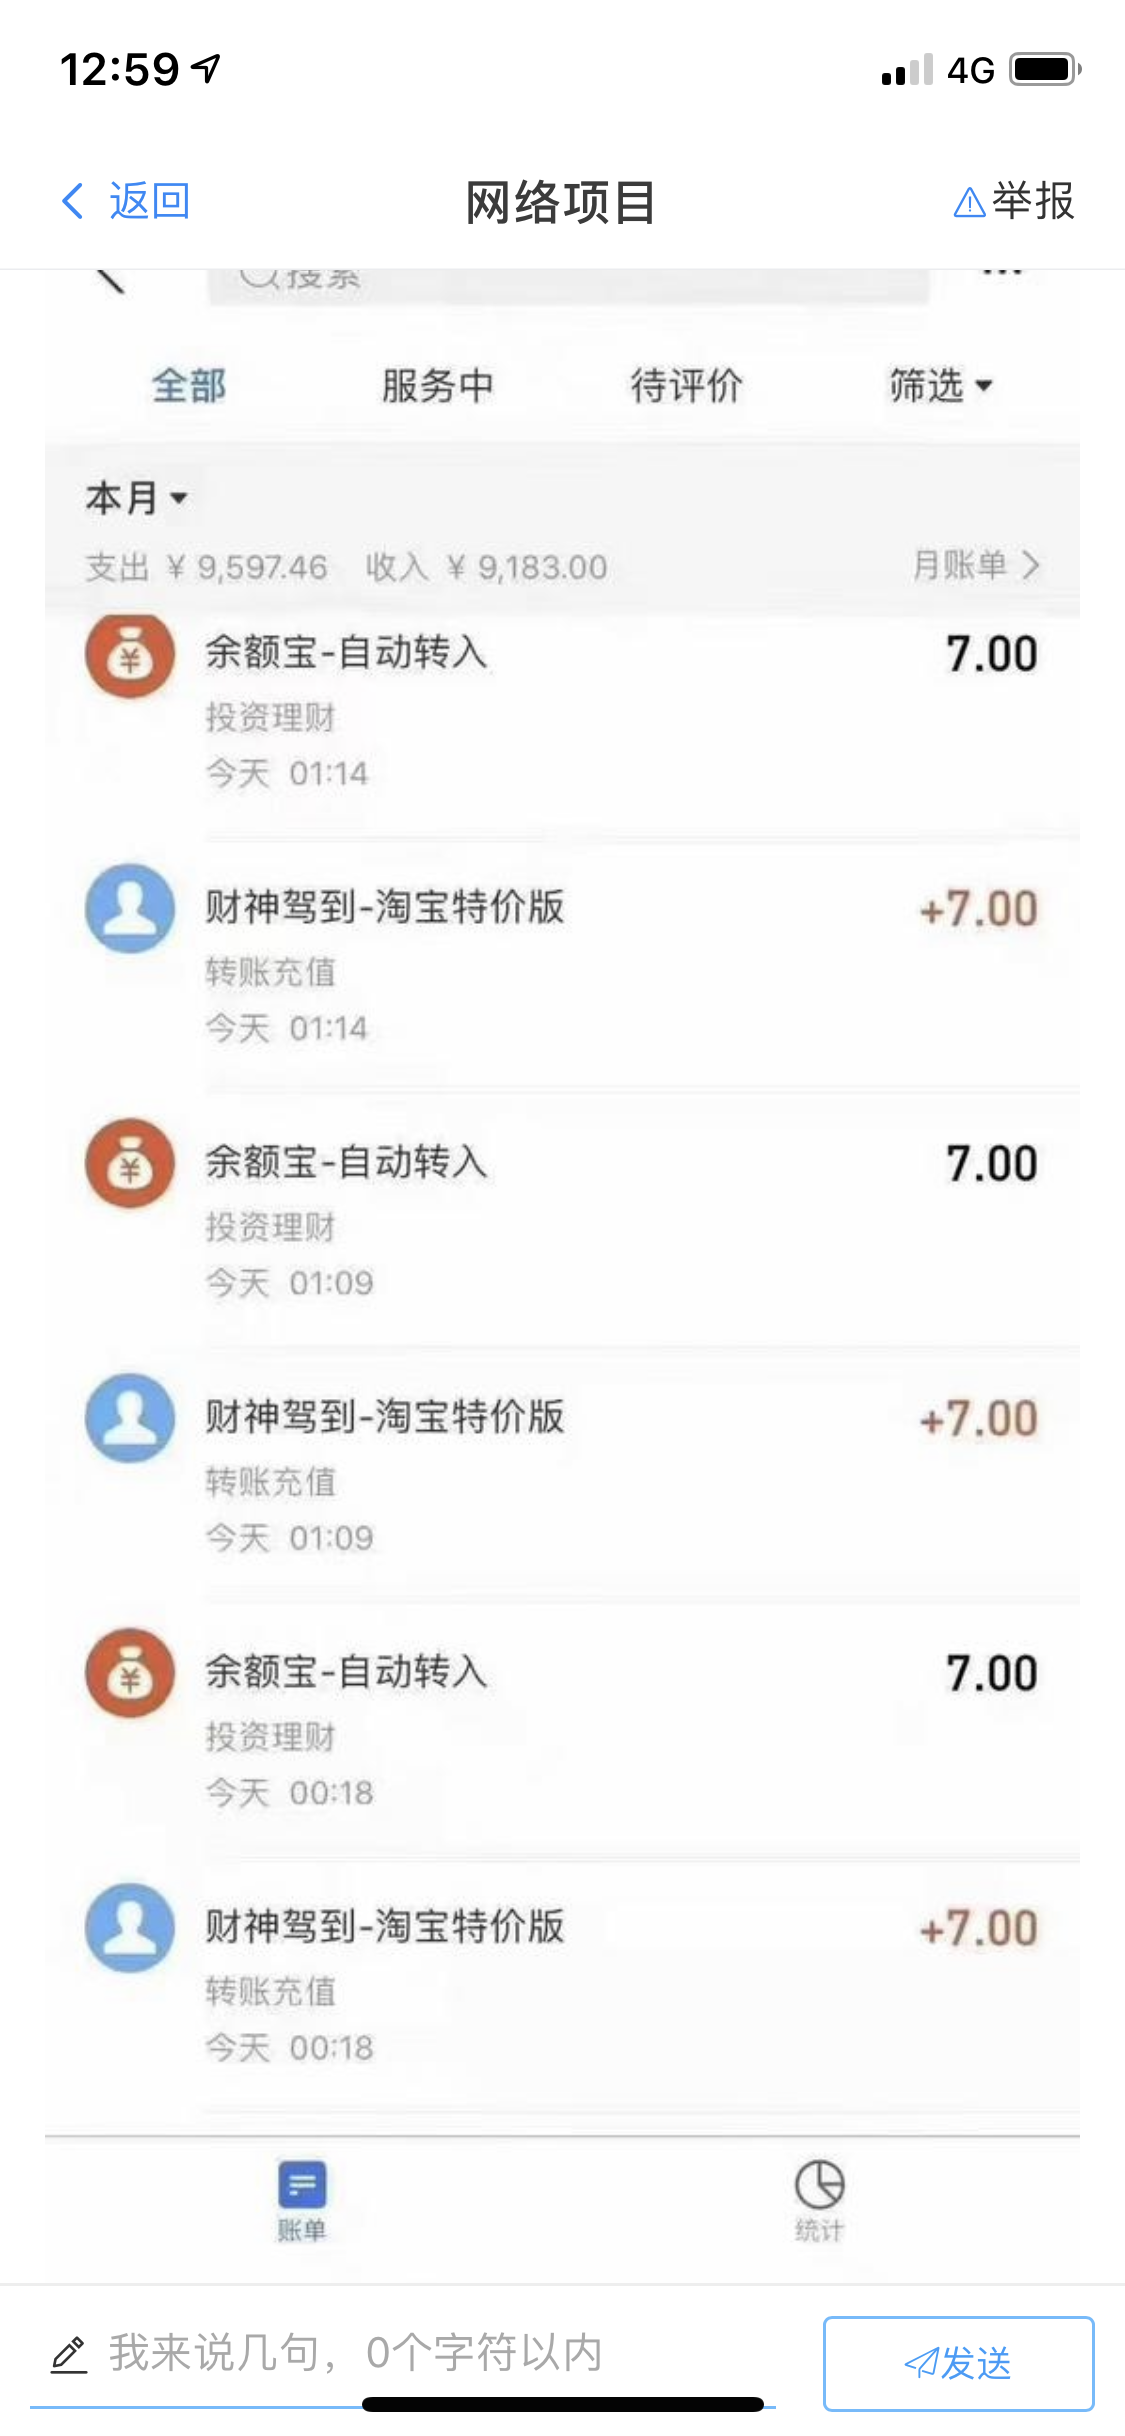 12:59 4G
返回 网络项目 举报
搜索
全部 服务中 待评价 筛选
本月
支出 ¥ 9,597.46 收入 ¥ 9,183.00 月账单
余额宝-自动转入 7.00
投资理财
今天 01:14
财神驾到-淘宝特价版 +7.00
转账充值
今天 01:14
余额宝-自动转入 7.00
投资理财
今天 01:09
财神驾到-淘宝特价版 +7.00
转账充值
今天 01:09
余额宝-自动转入 7.00
投资理财
今天 00:18
财神驾到-淘宝特价版 +7.00
转账充值
今天 00:18
账单 统计
我来说几句，0个字符以内 发送